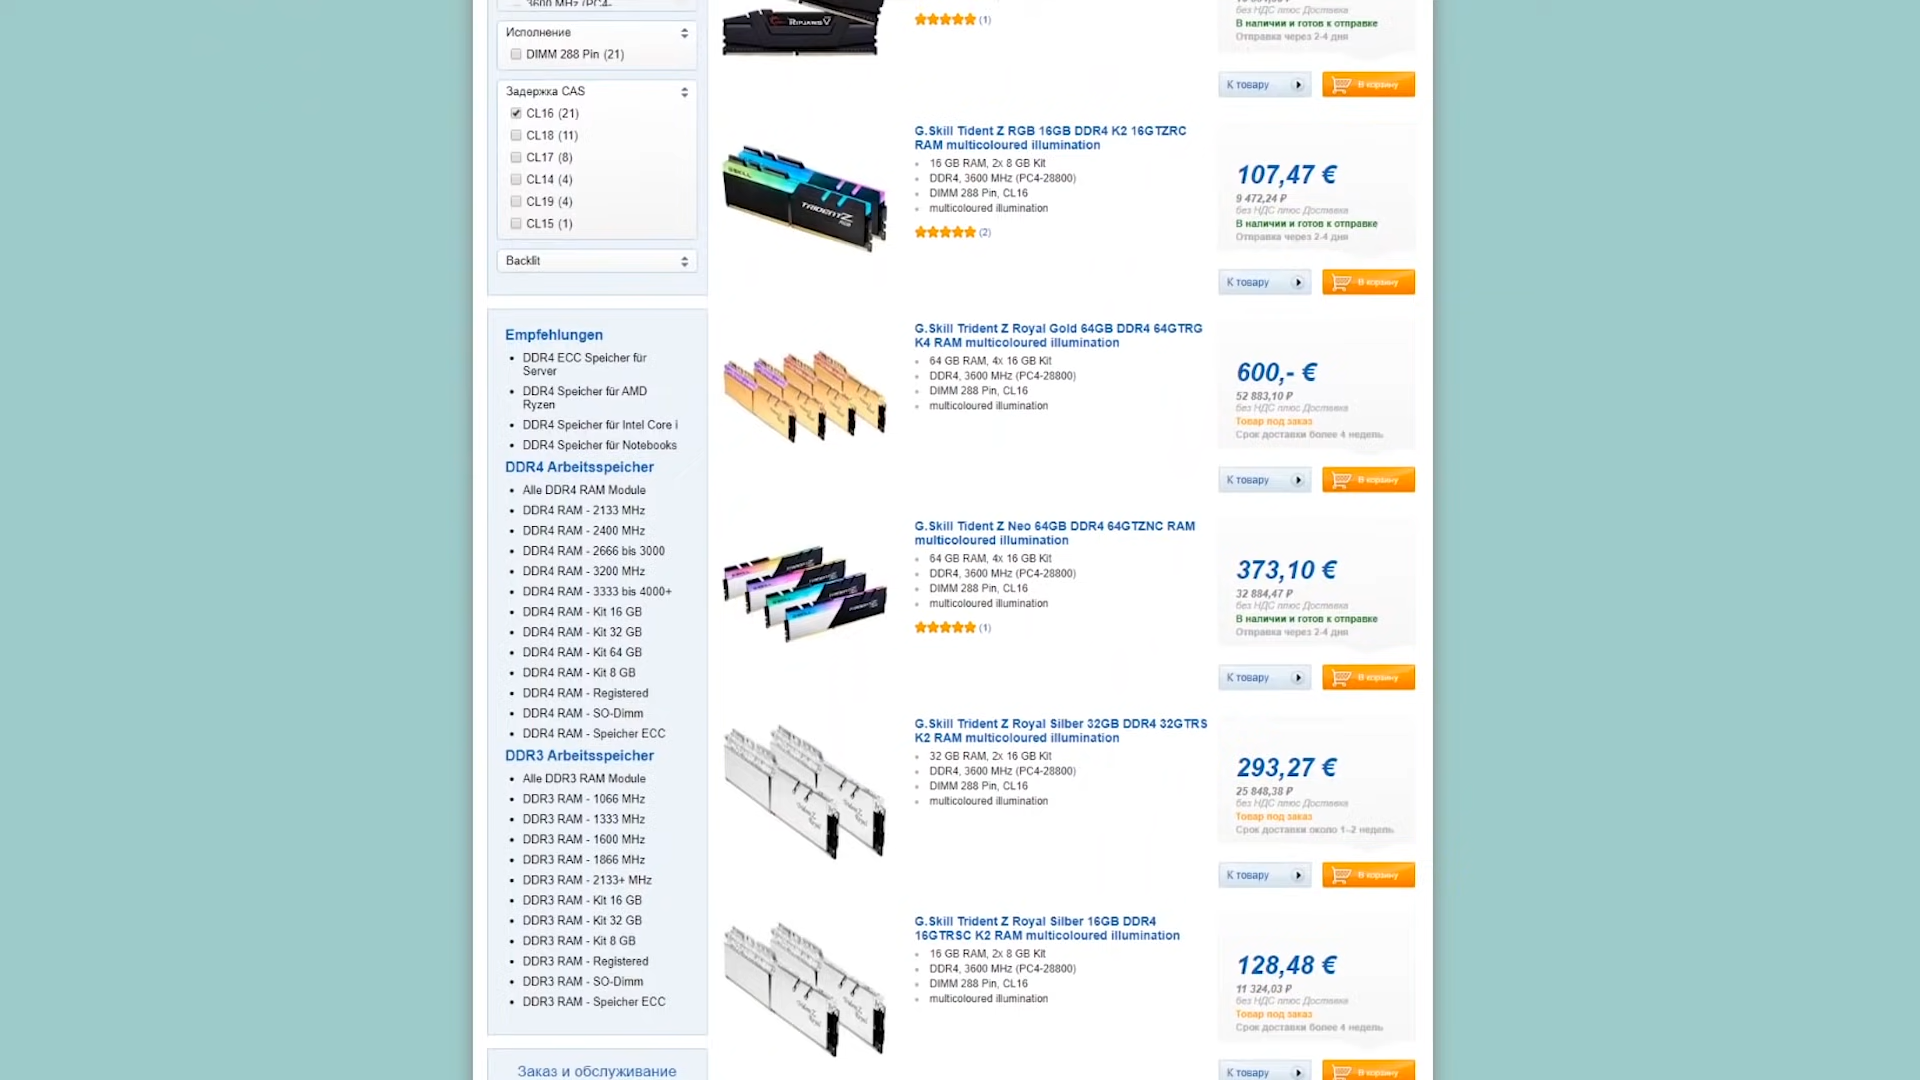 Исполнение
DIMM 288 Pin (21)
Задержка CAS
CL16 (21)
CL18 (11)
CL17 (8)
CL14 (4)
CL19 (4)
CL15 (1)
Backlit
Empfehlungen
DDR4 ECC Speicher für
Server
DDR4 Speicher für AMD
Ryzen
DDR4 Speicher für Intel Core i
DDR4 Speicher für Notebooks
DDR4 Arbeitsspeicher
Alle DDR4 RAM Module
DDR4 RAM - 2133 MHz
DDR4 RAM - 2400 MHz
DDR4 RAM - 2666 bis 3000
DDR4 RAM - 3200 MHz
DDR4 RAM - 3333 bis 4000+
DDR4 RAM - Kit 16 GB
DDR4 RAM - Kit 32 GB
DDR4 RAM - Kit 64 GB
DDR4 RAM - Kit 8 GB
DDR4 RAM - Registered
DDR4 RAM - SO-Dimm
DDR4 RAM - Speicher ECC
DDR3 Arbeitsspeicher
Alle DDR3 RAM Module
DDR3 RAM - 1066 MHz
DDR3 RAM - 1333 MHz
DDR3 RAM - 1600 MHz
DDR3 RAM - 1866 MHz
DDR3 RAM - 2133+ MHz
DDR3 RAM - Kit 16 GB
DDR3 RAM - Kit 32 GB
DDR3 RAM - Kit 8 GB
DDR3 RAM - Registered
DDR3 RAM - SO-Dimm
DDR3 RAM - Speicher ECC
Заказ и обслуживание
RIPJAWS V
(1)
без НДС плюс Доставка
В наличии и готов к отправке
Отправка через 2-4 дня
К товару
В корзину
G.Skill Tident Z RGB 16GB DDR4 K2 16GTZRC
RAM multicoloured illumination
16 GB RAM, 2x 8 GB Kit
DDR4, 3600 MHz (PC4-28800)
DIMM 288 Pin, CL16
multicoloured illumination
(2)
107,47 €
9 472,24 ₽
без НДС плюс Доставка
В наличии и готов к отправке
Отправка через 2-4 дня
К товару
В корзину
G.Skill Trident Z Royal Gold 64GB DDR4 64GTRG
K4 RAM multicoloured illumination
64 GB RAM, 4x 16 GB Kit
DDR4, 3600 MHz (PC4-28800)
DIMM 288 Pin, CL16
multicoloured illumination
600,- €
52 883,10 ₽
без НДС плюс Доставка
Товар под заказ
Срок доставки более 4 недель
К товару
В корзину
G.Skill Tident Z Neo 64GB DDR4 64GTZNC RAM
multicoloured illumination
64 GB RAM, 4x 16 GB Kit
DDR4, 3600 MHz (PC4-28800)
DIMM 288 Pin, CL16
multicoloured illumination
(1)
373,10 €
32 884,47 ₽
без НДС плюс Доставка
В наличии и готов к отправке
Отправка через 2-4 дня
К товару
В корзину
G.Skill Trident Z Royal Silber 32GB DDR4 32GTRS
K2 RAM multicoloured illumination
32 GB RAM, 2x 16 GB Kit
DDR4, 3600 MHz (PC4-28800)
DIMM 288 Pin, CL16
multicoloured illumination
293,27 €
25 848,38 ₽
без НДС плюс Доставка
Товар под заказ
Срок доставки около 1-2 недель
К товару
В корзину
G.Skill Trident Z Royal Silber 16GB DDR4
16GTRSC K2 RAM multicoloured illumination
16 GB RAM, 2x 8 GB Kit
DDR4, 3600 MHz (PC4-28800)
DIMM 288 Pin, CL16
multicoloured illumination
128,48 €
11 324,03 ₽
без НДС плюс Доставка
Товар под заказ
Срок доставки более 4 недель
К товару
В корзину